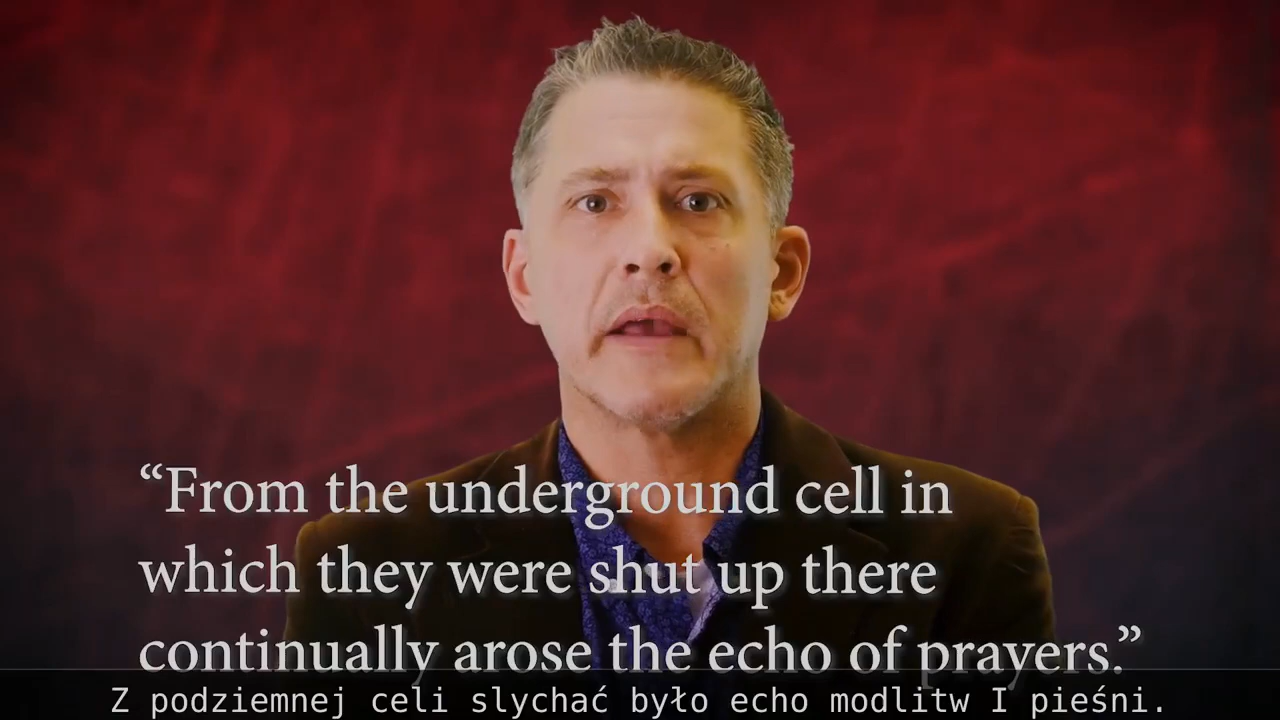 “From the underground cell in
which they were shut up there
continually arose the echo of prayers.”
Z podziemnej celi slychać było echo modlitw I pieśni.